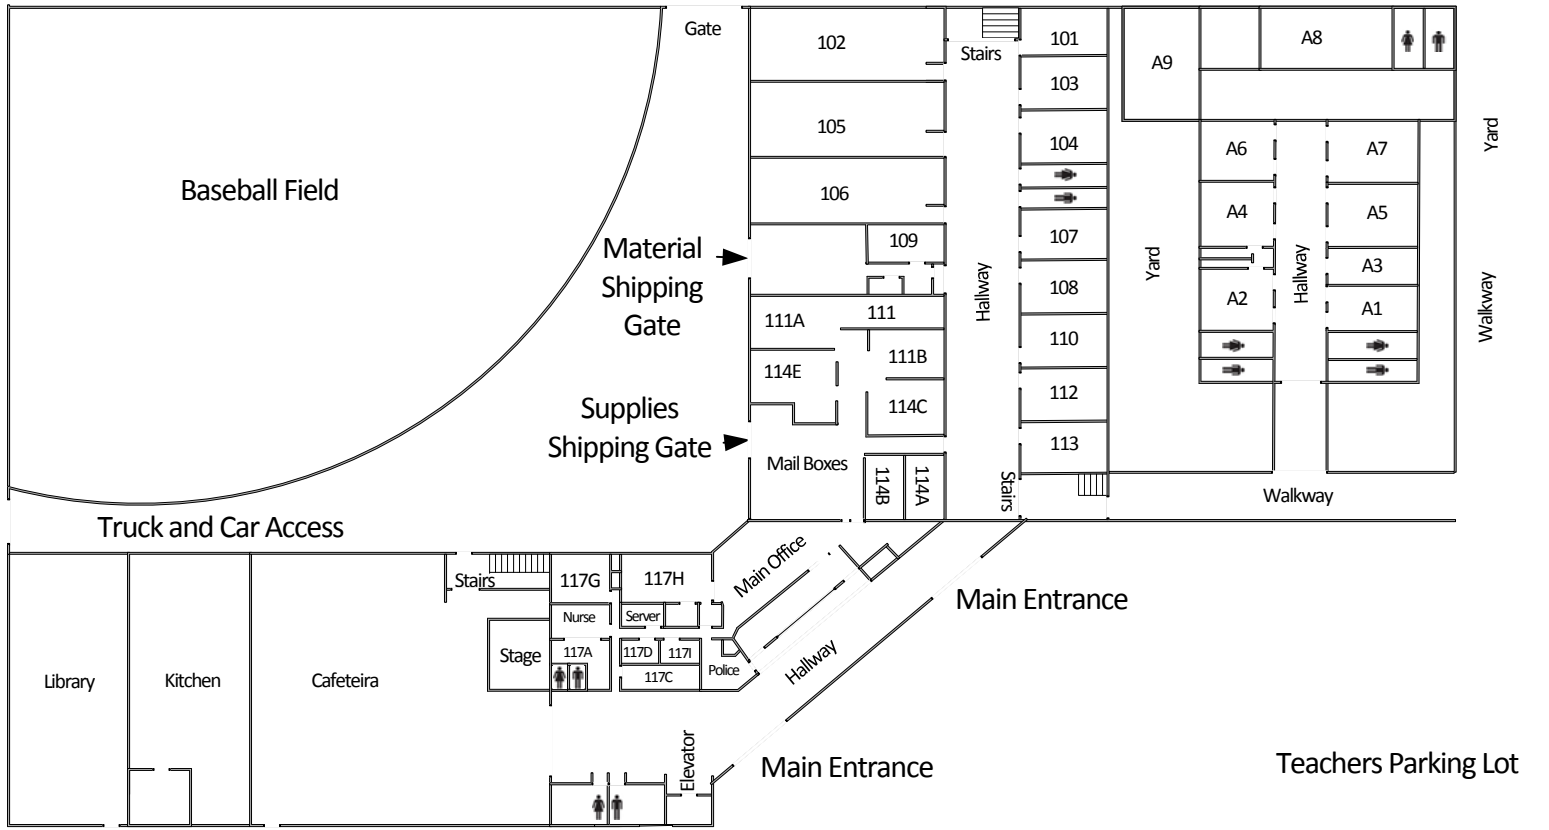 Gate
102
Stairs
101
A9
A8
103
105
104
Yard
A6
A7
Baseball Field
106
A4
A5
Material
Shipping
Gate
109
107
Yard
Hallway
Hallway
A3
108
A2
A1
Walkway
111A
111
110
111B
114E
112
114C
Supplies
Shipping Gate
113
Mail Boxes
114B
114A
Stairs
Walkway
Truck and Car Access
Main Office
Stairs
117G
117H
Main Entrance
Nurse
Server
Stage
117A
117D
117I
Police
117C
Hallway
Library
Kitchen
Cafeteira
Elevator
Main Entrance
Teachers Parking Lot